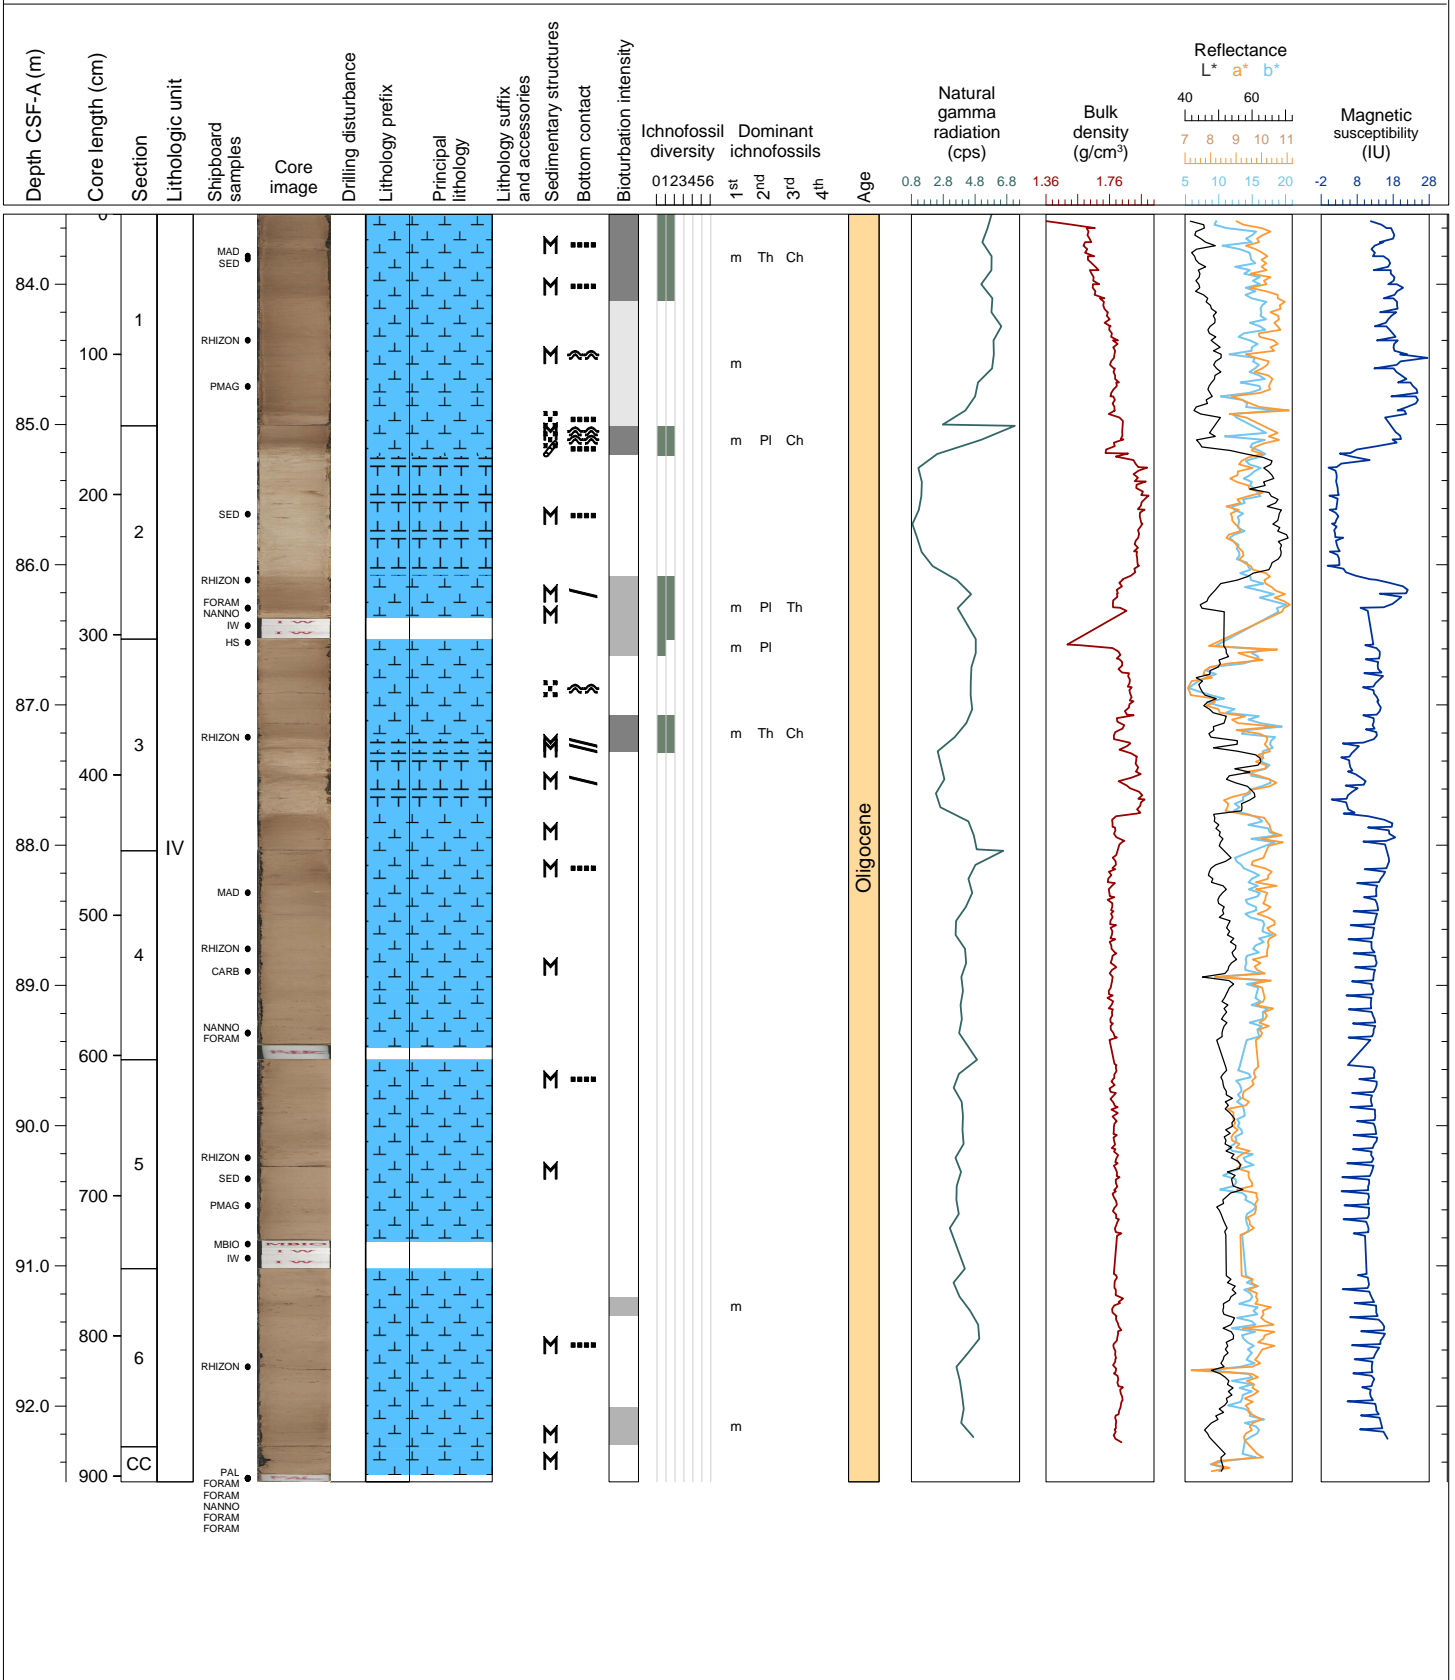 Depth CSF-A (m)
Core length (cm)
Section
Lithologic unit
Shipboard
samples
Core
image
Drilling disturbance
Lithology prefix
Principal
lithology
Lithology suffix
and accessories
Sedimentary structures
Bottom contact
Bioturbation intensity
Ichnofossil
diversity
0123456
Dominant
ichnofossils
1st
2nd
3rd
4th
Age
Natural
gamma
radiation
(cps)
0.8 2.8 4.8 6.8
Bulk
density
(g/cm³)
1.36 1.76
Reflectance
L* a* b*
40 60
7 8 9 10 11
5 10 15 20
Magnetic
susceptibility
(IU)
-2 8 18 28
84.0
85.0
86.0
87.0
88.0
89.0
90.0
91.0
92.0
0
100
200
300
400
500
600
700
800
900
1
2
3
4
5
6
CC
IV
MAD
SED
RHIZON
PMAG
SED
RHIZON
FORAM
NANNO
IW
HS
RHIZON
MAD
RHIZON
CARB
NANNO
FORAM
RHIZON
SED
PMAG
MBIO
IW
RHIZON
PAL
FORAM
FORAM
NANNO
FORAM
FORAM
I W
I W
MBIO
I W
I W
PAL
m Th Ch
m
m Pl Ch
m Pl Th
m Pl
m Th Ch
m
m
Oligocene